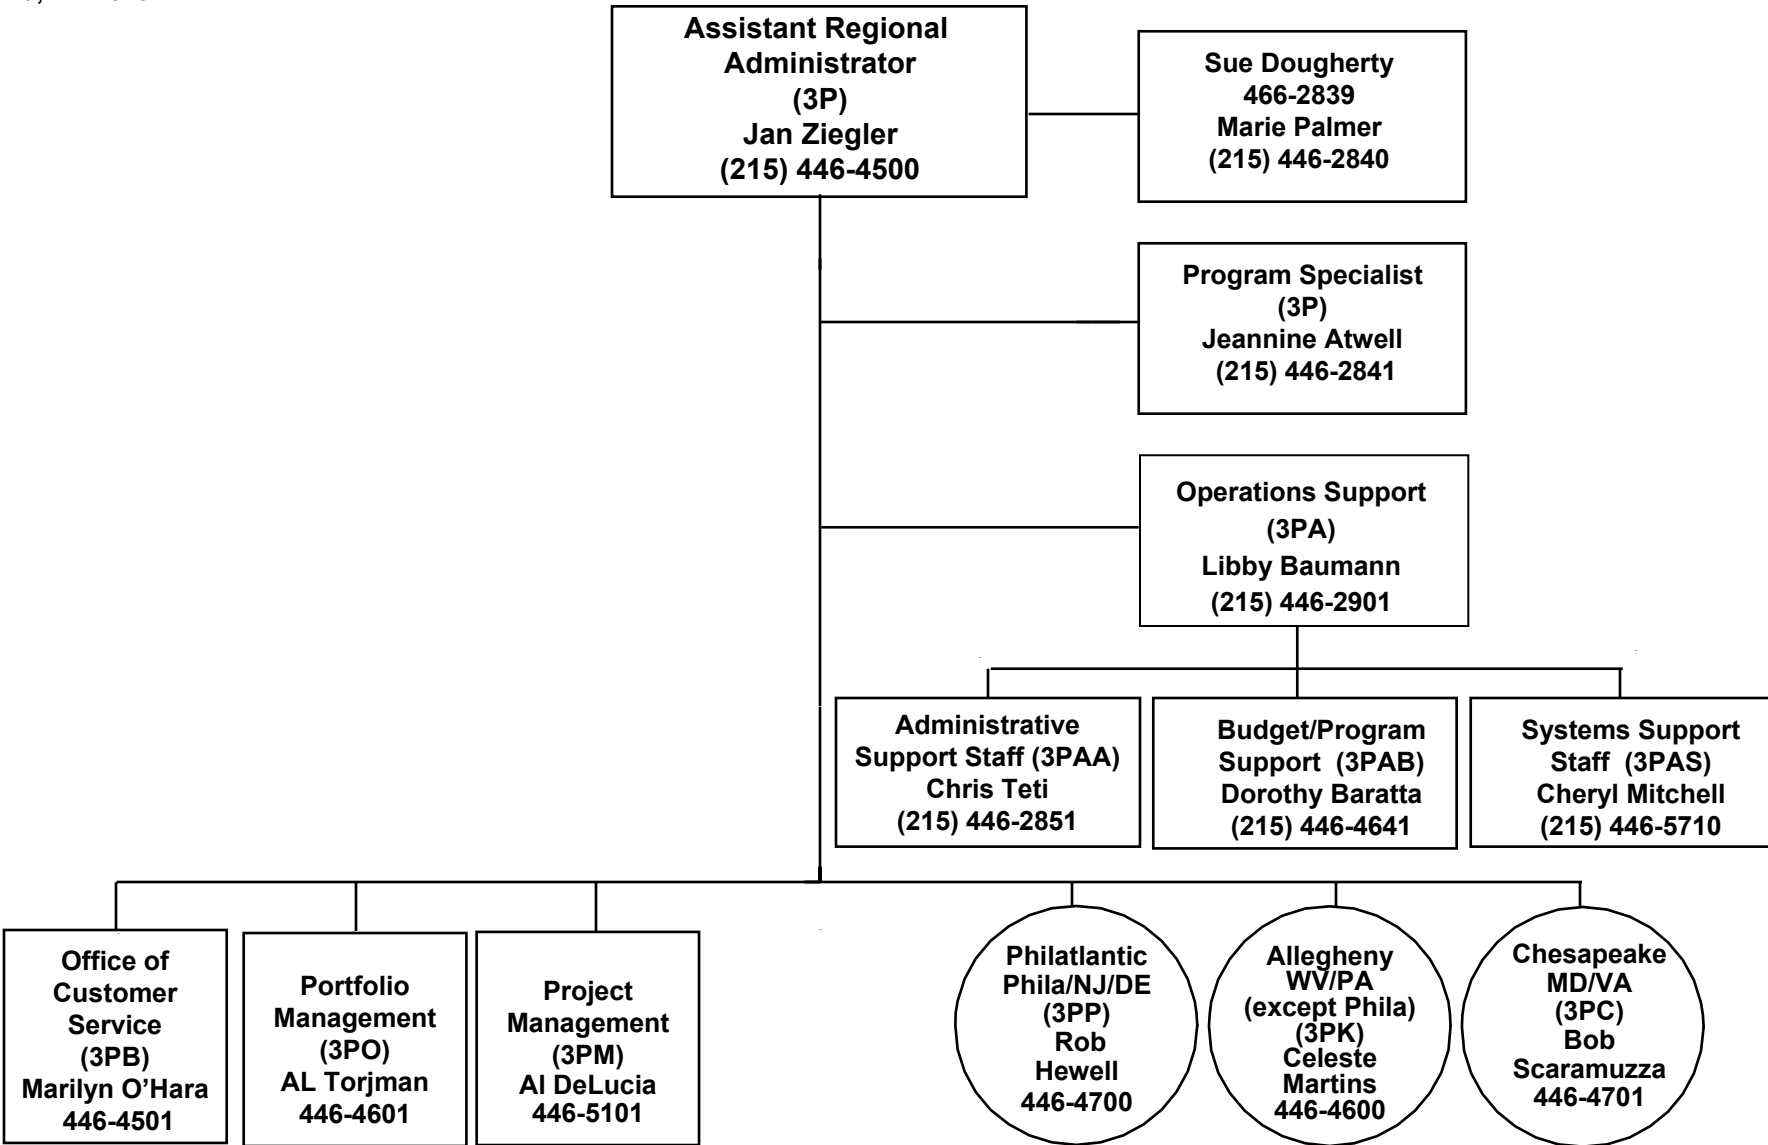 Assistant Regional
Administrator
(3P)
Jan Ziegler
(215) 446-4500
Sue Dougherty
466-2839
Marie Palmer
(215) 446-2840
Program Specialist
(3P)
Jeannine Atwell
(215) 446-2841
Operations Support
(3PA)
Libby Baumann
(215) 446-2901
Administrative
Support Staff (3PAA)
Chris Teti
(215) 446-2851
Budget/Program
Support (3PAB)
Dorothy Baratta
(215) 446-4641
Systems Support
Staff (3PAS)
Cheryl Mitchell
(215) 446-5710
Office of
Customer
Service
(3PB)
Marilyn O’Hara
446-4501
Portfolio
Management
(3PO)
AL Torjman
446-4601
Project
Management
(3PM)
Al DeLucia
446-5101
Philatlantic
Phila/NJ/DE
(3PP)
Rob
Hewell
446-4700
Allegheny
WV/PA
(except Phila)
(3PK)
Celeste
Martins
446-4600
Chesapeake
MD/VA
(3PC)
Bob
Scaramuzza
446-4701